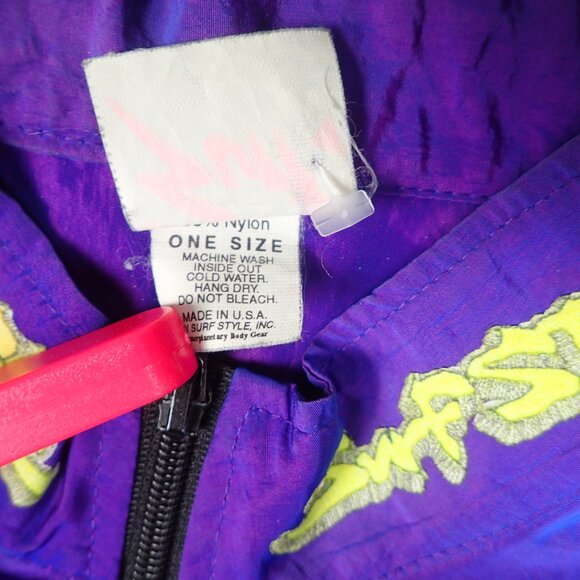 % Nylon
ONE SIZE
MACHINE WASH
INSIDE OUT
COLD WATER.
HANG DRY.
DO NOT BLEACH.
MADE IN U.S.A.
SURF STYLE, INC.
Interplanetary Body Gear
Surf S